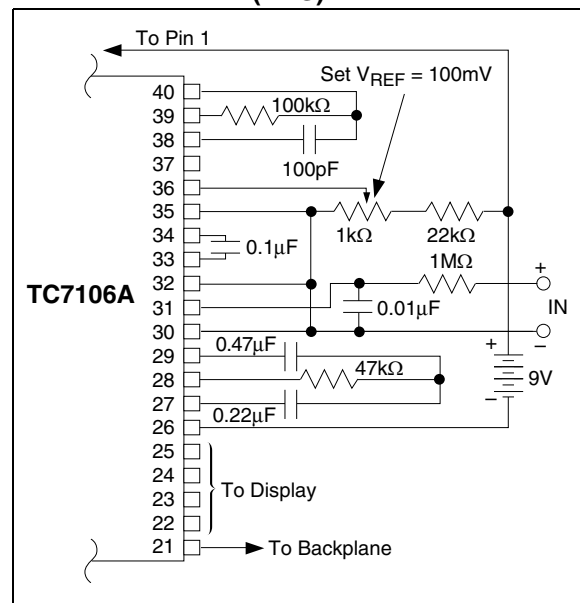 To Pin 1
Set VREF = 100mV
40
39
100kΩ
38
100pF
37
36
35
1kΩ
22kΩ
34
0.1μF
33
1MΩ
TC7106A
32
31
0.01μF
+
IN
–
30
29
0.47μF
28
47kΩ
27
0.22μF
26
+
9V
–
25
24
To Display
23
22
21
To Backplane